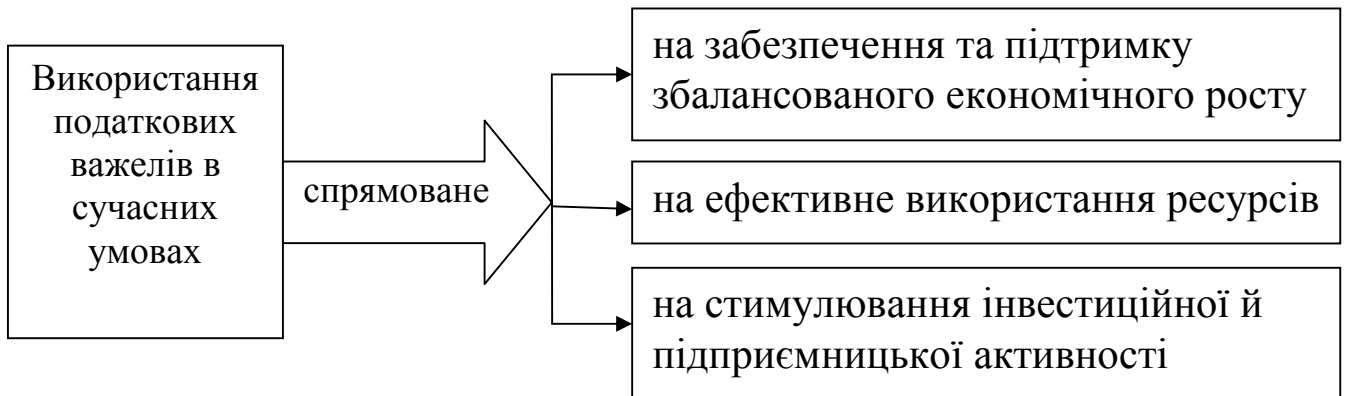 Використання
податкових
важелів в
сучасних
умовах
спрямоване
на забезпечення та підтримку
збалансованого економічного росту
на ефективне використання ресурсів
на стимулювання інвестиційної й
підприємницької активності